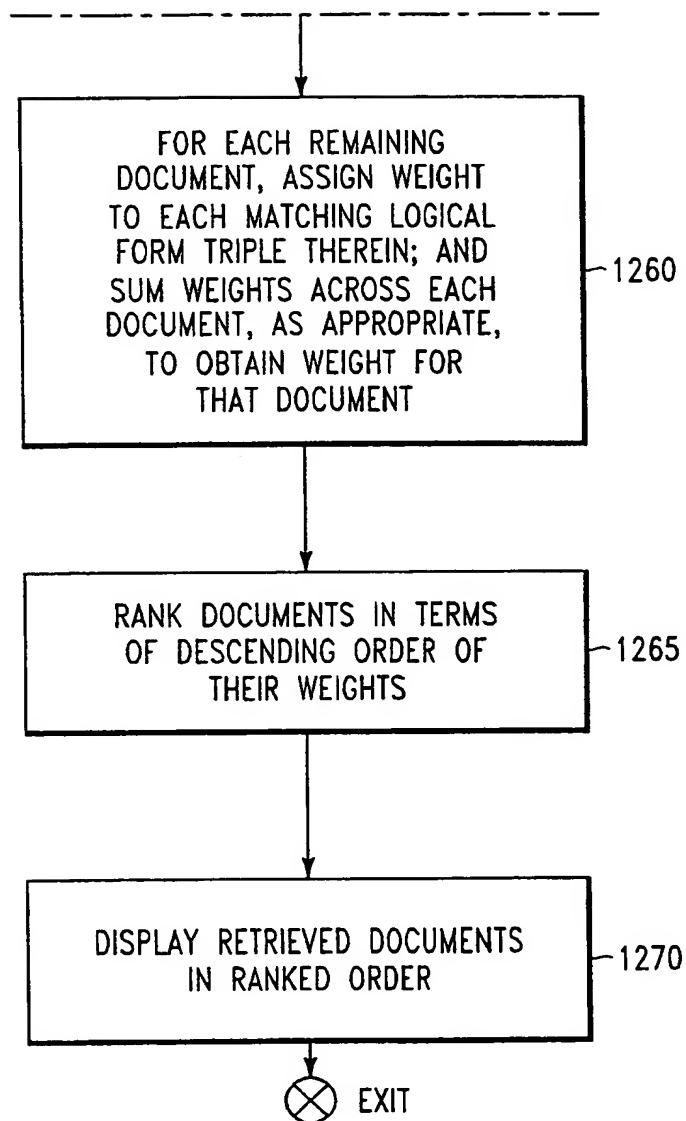 FOR EACH REMAINING
DOCUMENT, ASSIGN WEIGHT
TO EACH MATCHING LOGICAL
FORM TRIPLE THEREIN; AND
SUM WEIGHTS ACROSS EACH
DOCUMENT, AS APPROPRIATE,
TO OBTAIN WEIGHT FOR
THAT DOCUMENT
1260
RANK DOCUMENTS IN TERMS
OF DESCENDING ORDER OF
THEIR WEIGHTS
1265
DISPLAY RETRIEVED DOCUMENTS
IN RANKED ORDER
1270
EXIT